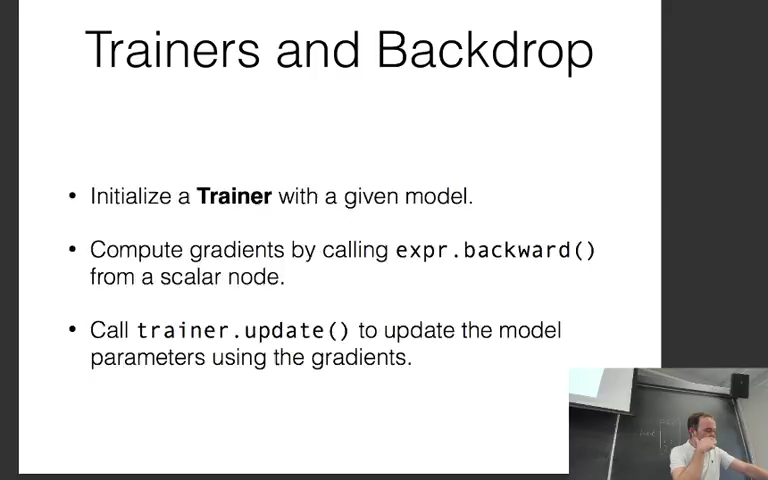 Trainers and Backdrop
• Initialize a Trainer with a given model.
• Compute gradients by calling expr.backward()
from a scalar node.
• Call trainer.update() to update the model
parameters using the gradients.